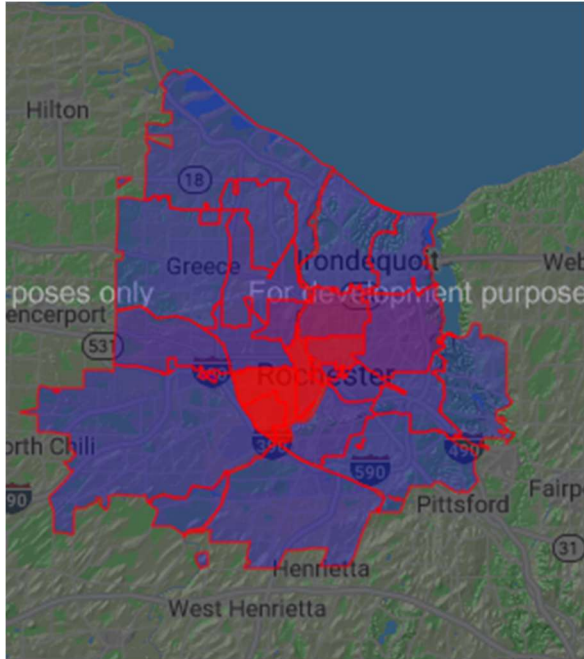 Hilton
18
Greece
Irondequoit
Web
rposes only
For development purpose
encerport
531
Rochester
orth Chili
390
590
490
90
Pittsford
Fairp
31
Henrietta
West Henrietta